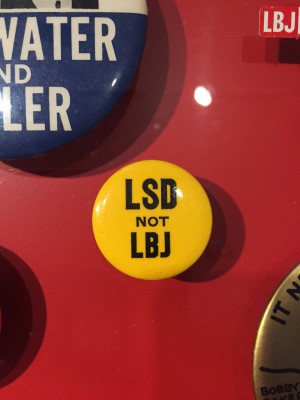 WATER
ND
LER
LBJ
LSD
NOT
LBJ
IT N
BOBBY